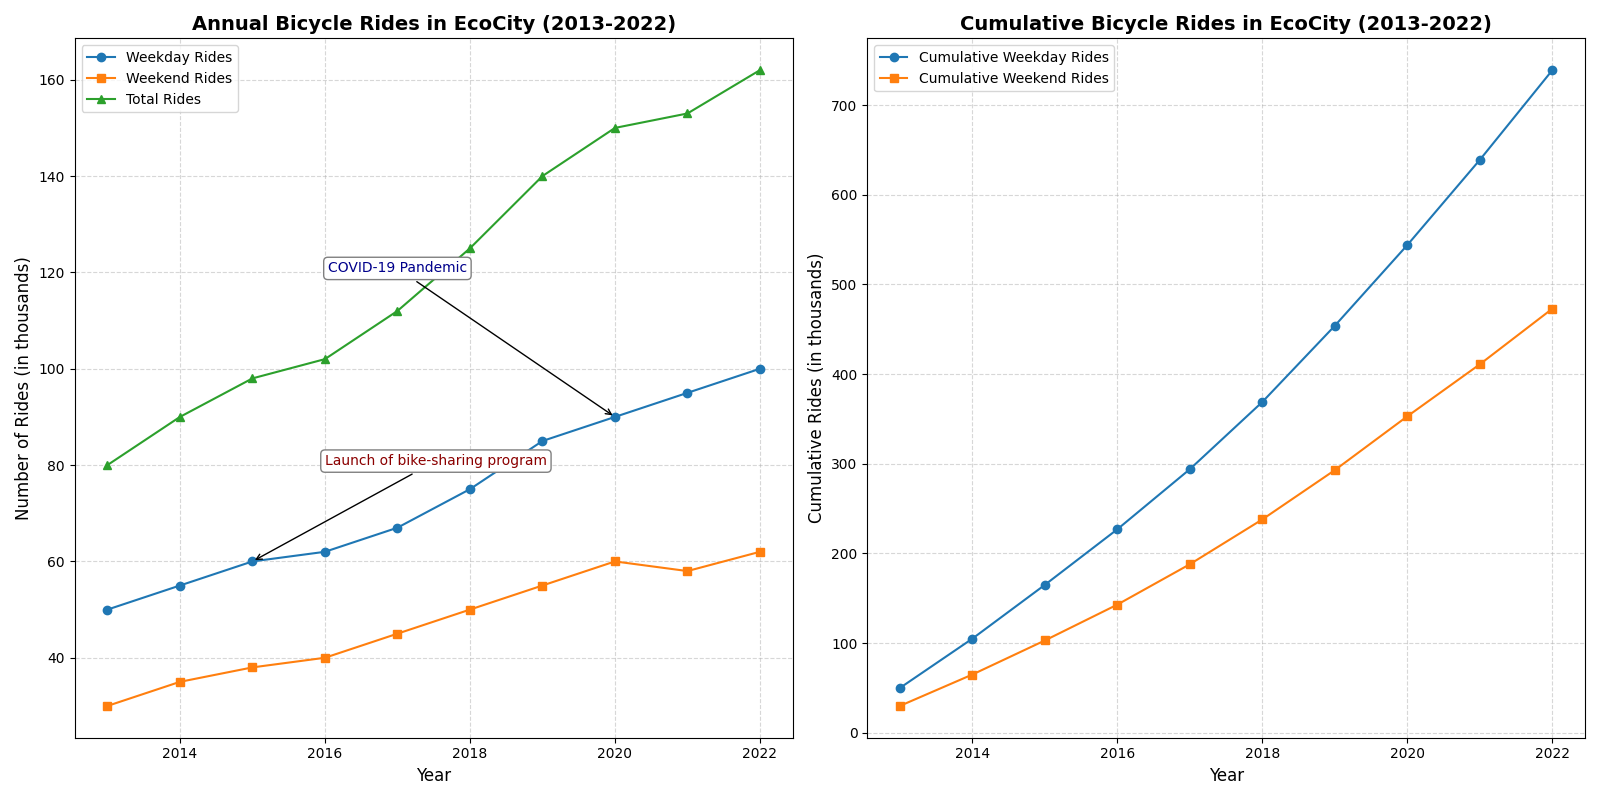 Annual Bicycle Rides in EcoCity (2013-2022)
Weekday Rides
Weekend Rides
Total Rides
160
140
120
100
80
60
40
Number of Rides (in thousands)
COVID-19 Pandemic
Launch of bike-sharing program
2014
2016
2018
2020
2022
Year
Cumulative Bicycle Rides in EcoCity (2013-2022)
Cumulative Weekday Rides
Cumulative Weekend Rides
700
600
500
400
300
200
100
0
Cumulative Rides (in thousands)
2014
2016
2018
2020
2022
Year